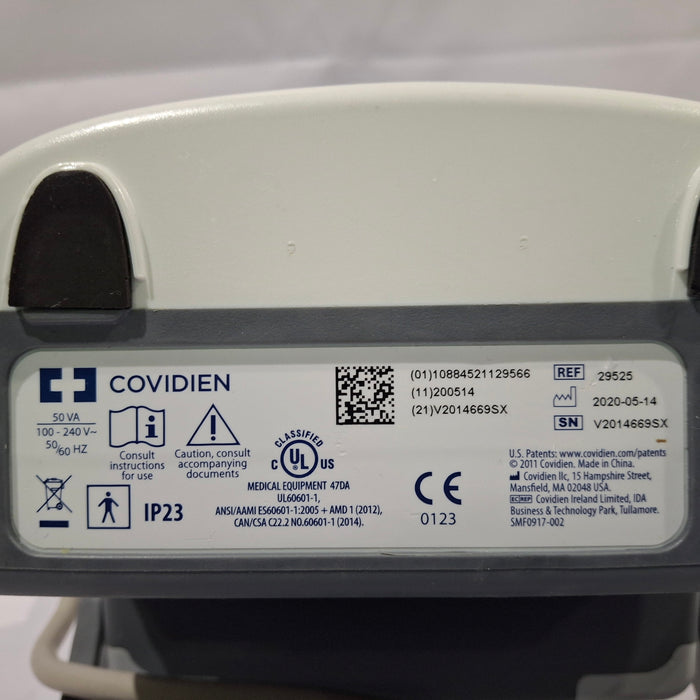 COVIDIEN
50 VA
100 - 240 V~
50/60 HZ
Consult
instructions
for use
Caution, consult
accompanying
documents
IP23
CLASSIFIED
C UL US
MEDICAL EQUIPMENT 47DA
UL60601-1,
ANSI/AAMI ES60601-1:2005 + AMD 1 (2012),
CAN/CSA C22.2 NO.60601-1 (2014).
(01)10884521129566
(11)200514
(21)V2014669SX
CE
0123
REF 29525
2020-05-14
SN V2014669SX
U.S. Patents: www.covidien.com/patents
© 2011 Covidien. Made in China.
Covidien llc, 15 Hampshire Street,
Mansfield, MA 02048 USA.
EC REP Covidien Ireland Limited, IDA
Business & Technology Park, Tullamore.
SMF0917-002